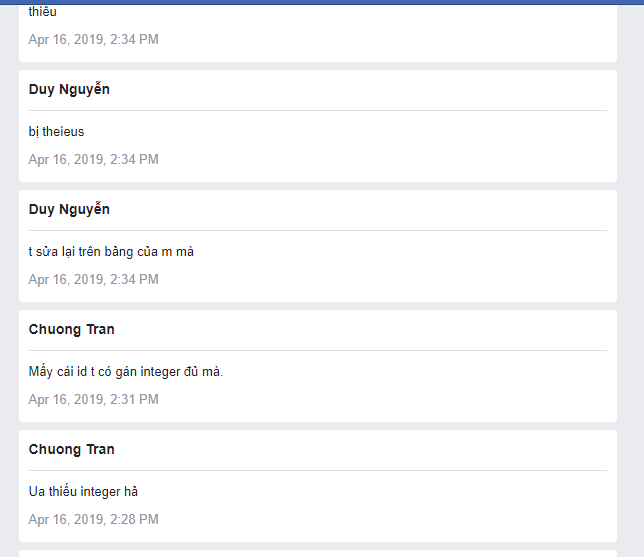 thiêu
Apr 16, 2019, 2:34 PM
Duy Nguyễn
bị theieus
Apr 16, 2019, 2:34 PM
Duy Nguyễn
t sửa lại trên bảng của m mà
Apr 16, 2019, 2:34 PM
Chuong Tran
Mấy cái id t có gán integer đủ mà.
Apr 16, 2019, 2:31 PM
Chuong Tran
Ua thiếu integer hả
Apr 16, 2019, 2:28 PM